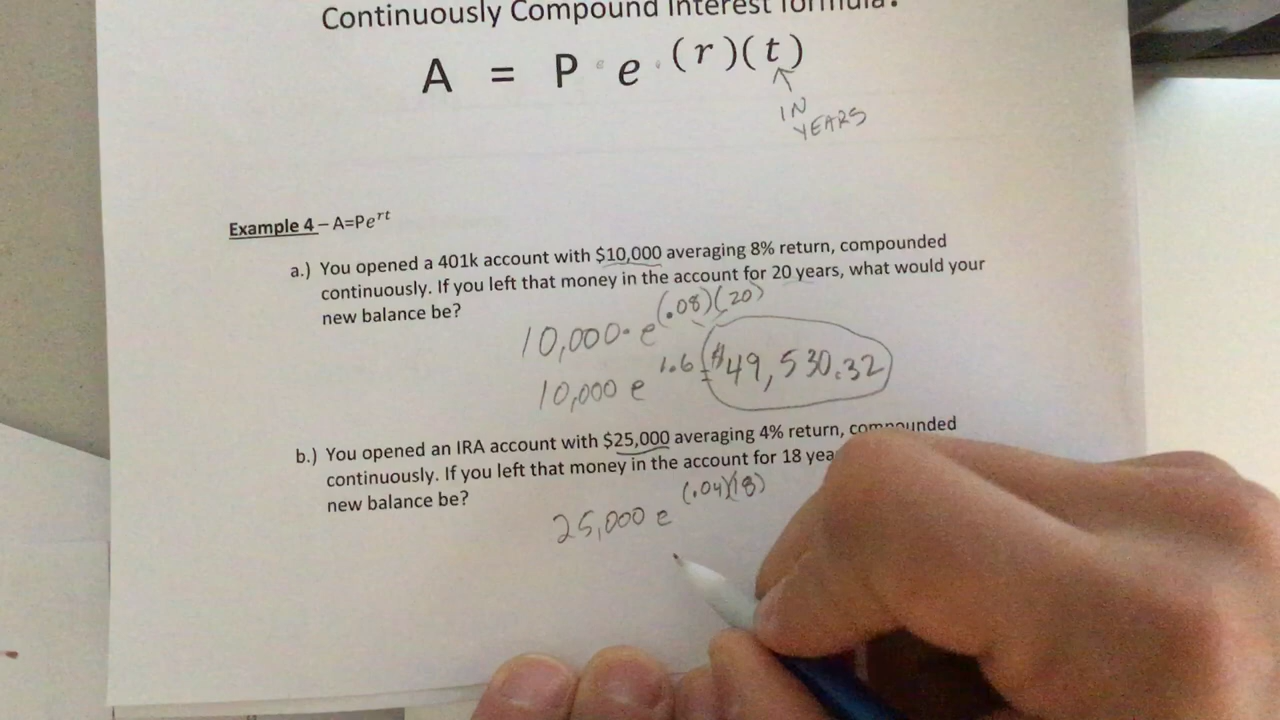 Continuously Compound Interest formula:
A = P · e · (r)(t)
IN
YEARS
Example 4 – A=Pe^rt
a.) You opened a 401k account with $10,000 averaging 8% return, compounded
continuously. If you left that money in the account for 20 years, what would your
new balance be?
10,000 · e (.08)(20)
10,000 e 1.6 = $49,530.32
b.) You opened an IRA account with $25,000 averaging 4% return, compounded
continuously. If you left that money in the account for 18
new balance be?
25,000 e (.04)(18)